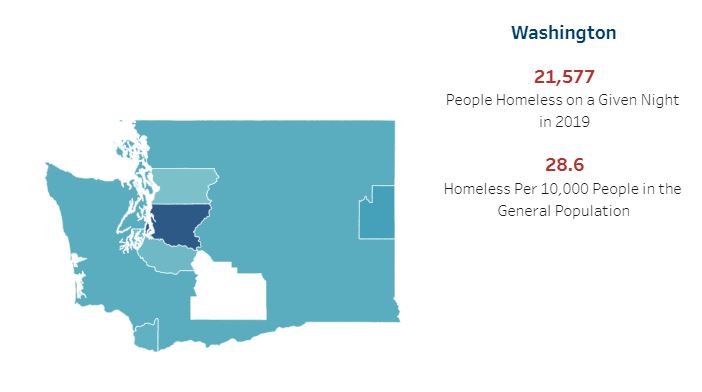 Washington
21,577
People Homeless on a Given Night
in 2019
28.6
Homeless Per 10,000 People in the
General Population